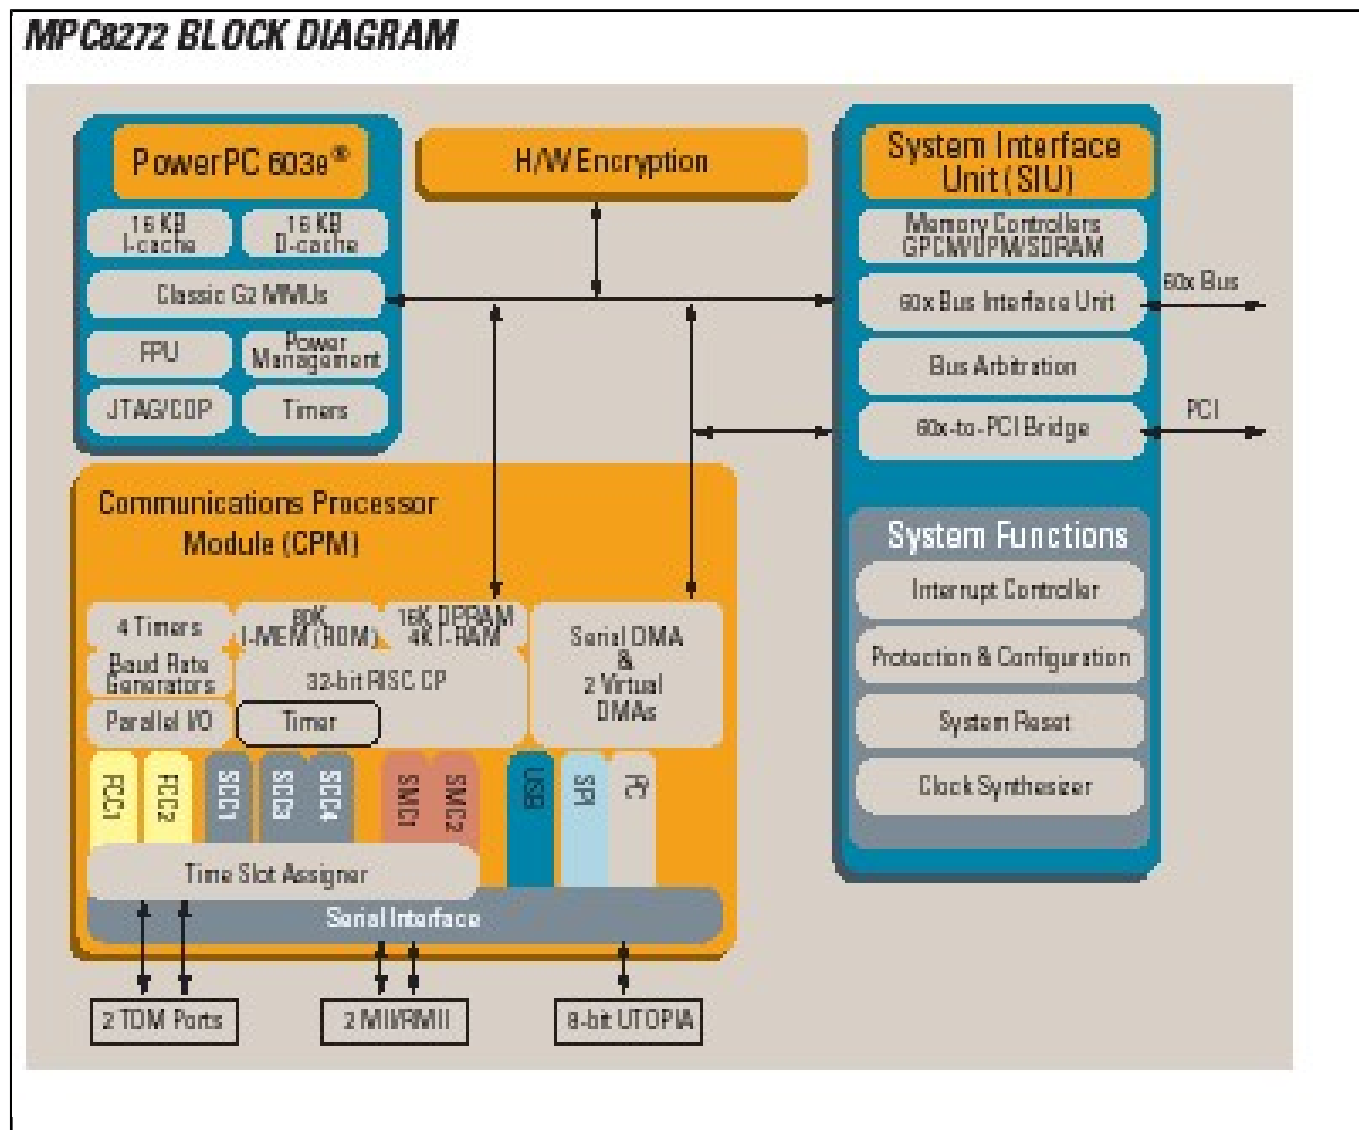 MPC8272 BLOCK DIAGRAM
PowerPC 603e®
16 KB
I-cache
16 KB
D-cache
Classic G2 MMUs
FPU
Power
Management
JTAG/COP
Timers
H/W Encryption
System Interface
Unit (SIU)
Memory Controllers
GPCM/UPM/SDRAM
60x Bus Interface Unit
60x Bus
Bus Arbitration
60x-to-PCI Bridge
PCI
System Functions
Interrupt Controller
Protection & Configuration
System Reset
Clock Synthesizer
Communications Processor
Module (CPM)
4 Timers
Baud Rate
Generators
Parallel I/O
I-MEM (ROM)
16K DPRAM
4K I-RAM
32-bit RISC CP
Timer
Serial DMA
&
2 Virtual
DMAs
FCC1
FCC2
SCC1
SCC3
SCC4
SMC1
SMC2
USB
SPI
I²C
Time Slot Assigner
Serial Interface
2 TDM Ports
2 MII/RMII
8-bit UTOPIA